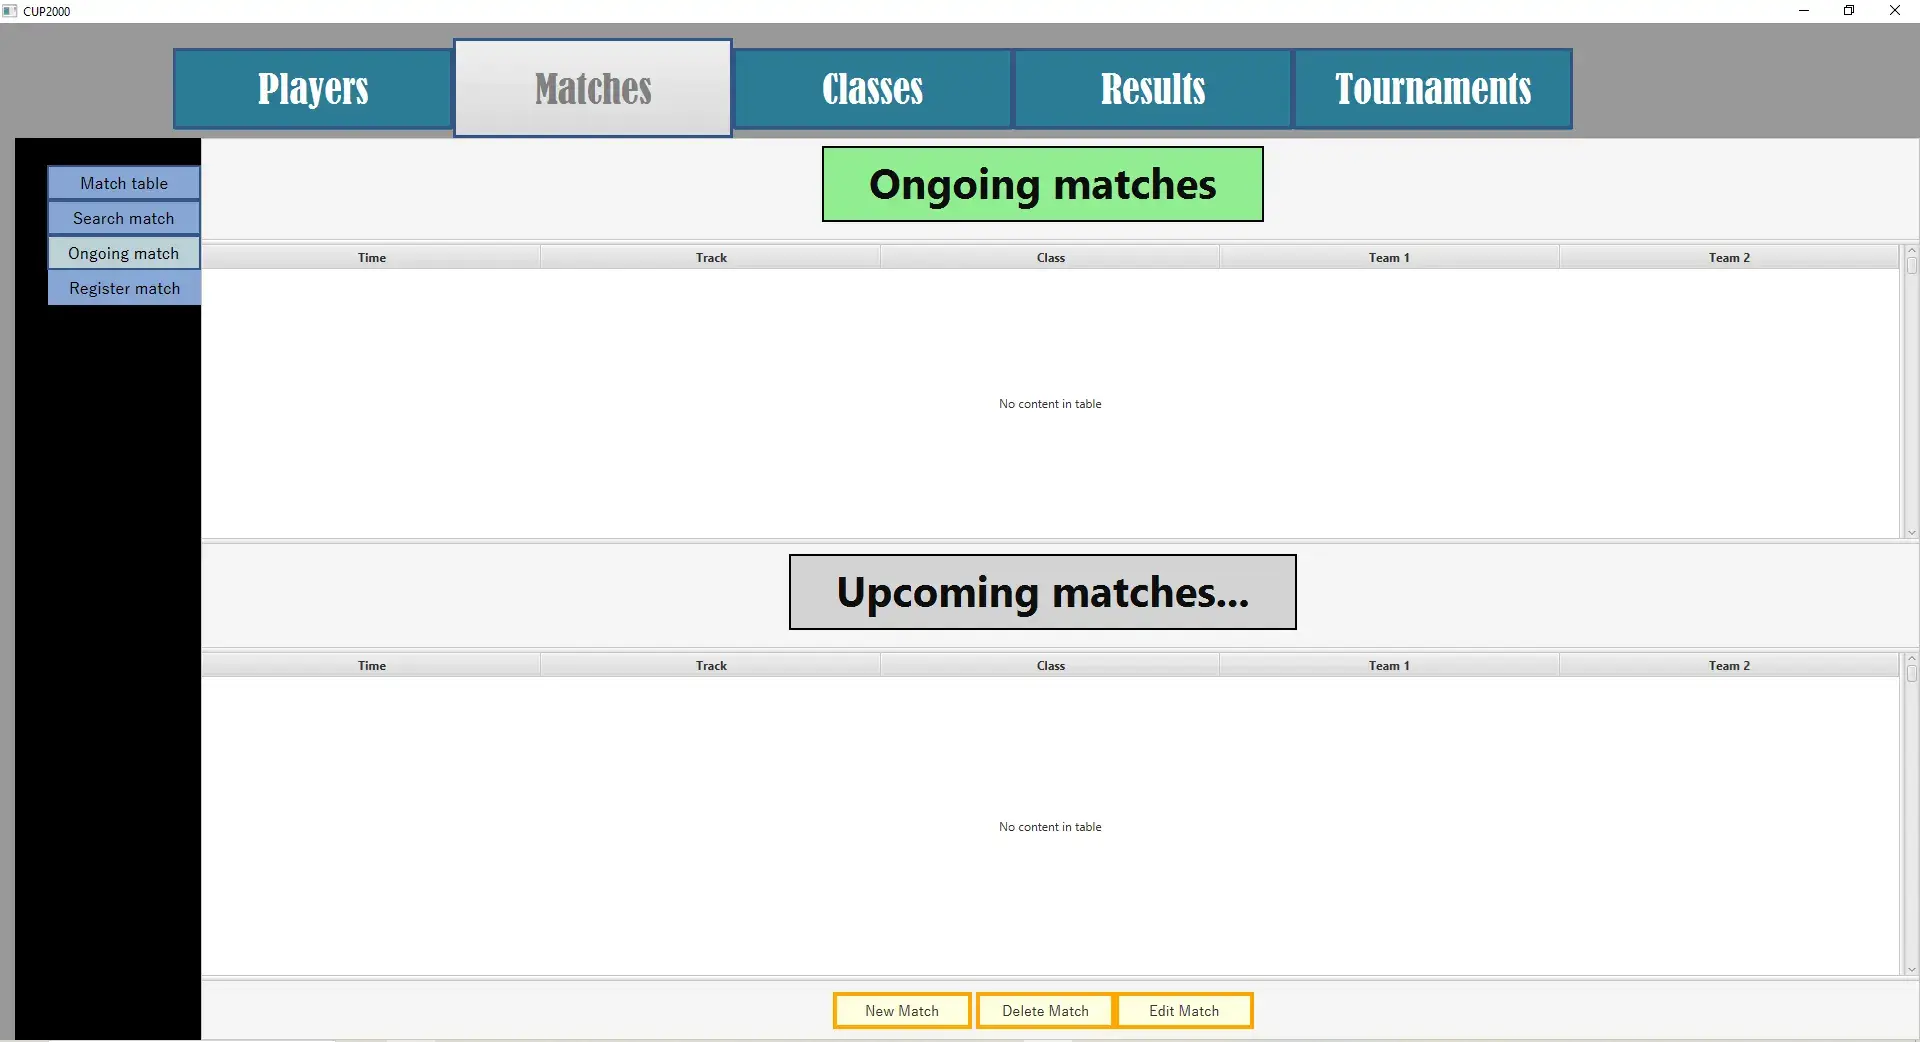 CUP2000
Players Matches Classes Results Tournaments
Match table
Search match
Ongoing match
Register match
Ongoing matches
Time Track Class Team 1 Team 2
No content in table
Upcoming matches...
Time Track Class Team 1 Team 2
No content in table
New Match Delete Match Edit Match